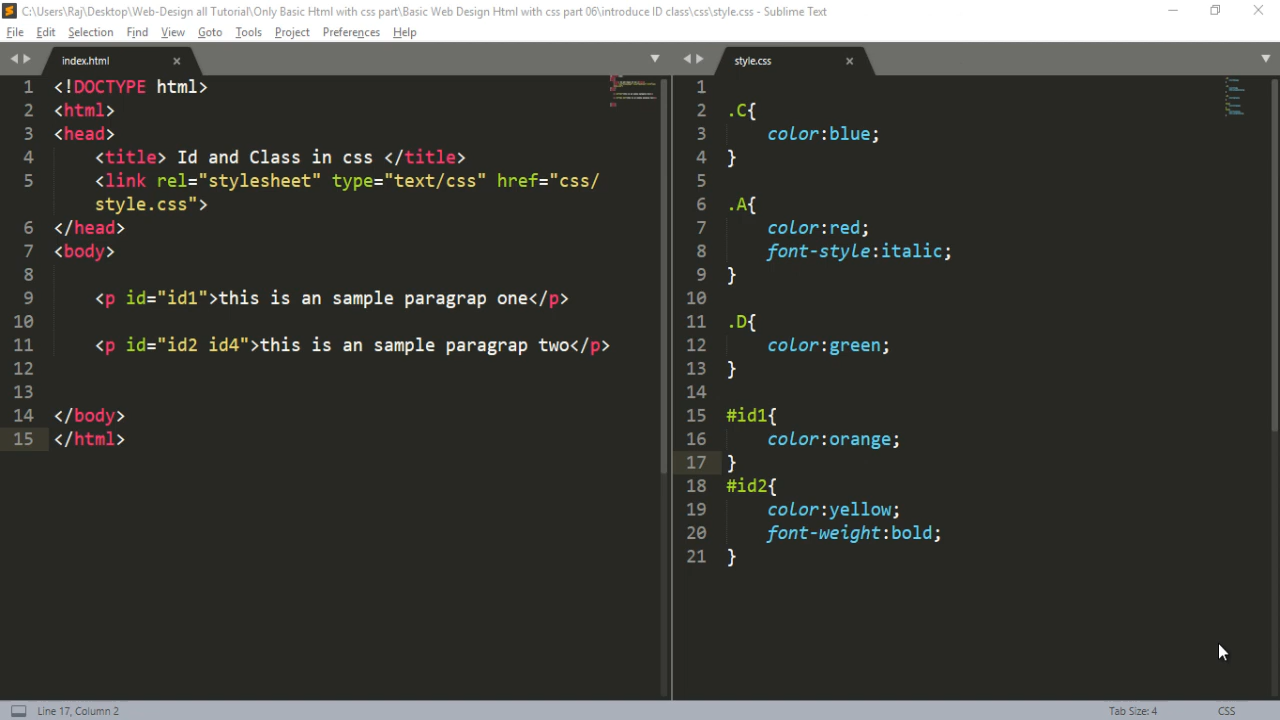 C:\Users\Raj\Desktop\Web-Design all Tutorial\Only Basic Html with css part\Basic Web Design Html with css part 06\introduce ID class\css\style.css - Sublime Text
File Edit Selection Find View Goto Tools Project Preferences Help
index.html
1 <!DOCTYPE html>
2 <html>
3 <head>
4 <title> Id and Class in css </title>
5 <link rel="stylesheet" type="text/css" href="css/
style.css">
6 </head>
7 <body>
8
9 <p id="id1">this is an sample paragrap one</p>
10
11 <p id="id2 id4">this is an sample paragrap two</p>
12
13
14 </body>
15 </html>
style.css
1
2 .C{
3 color:blue;
4 }
5
6 .A{
7 color:red;
8 font-style:italic;
9 }
10
11 .D{
12 color:green;
13 }
14
15 #id1{
16 color:orange;
17 }
18 #id2{
19 color:yellow;
20 font-weight:bold;
21 }
Line 17, Column 2
Tab Size: 4
CSS